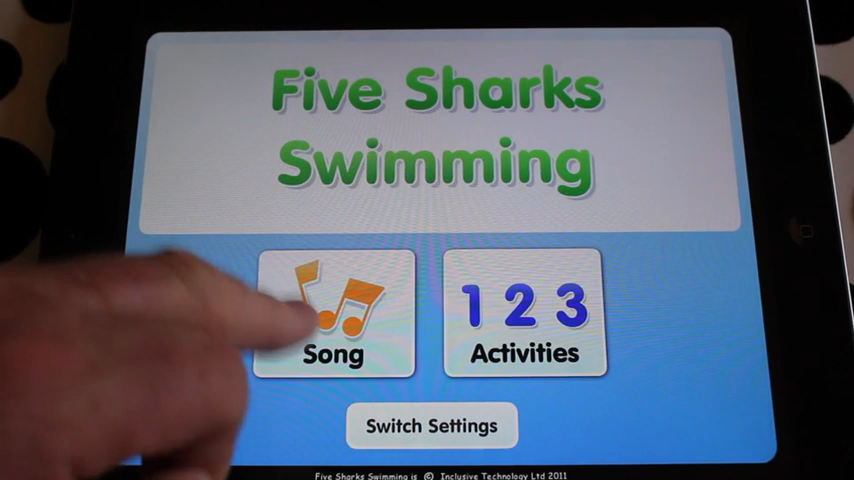 Five Sharks
Swimming
Song
1 2 3
Activities
Switch Settings
Five Sharks Swimming is © Inclusive Technology Ltd 2011